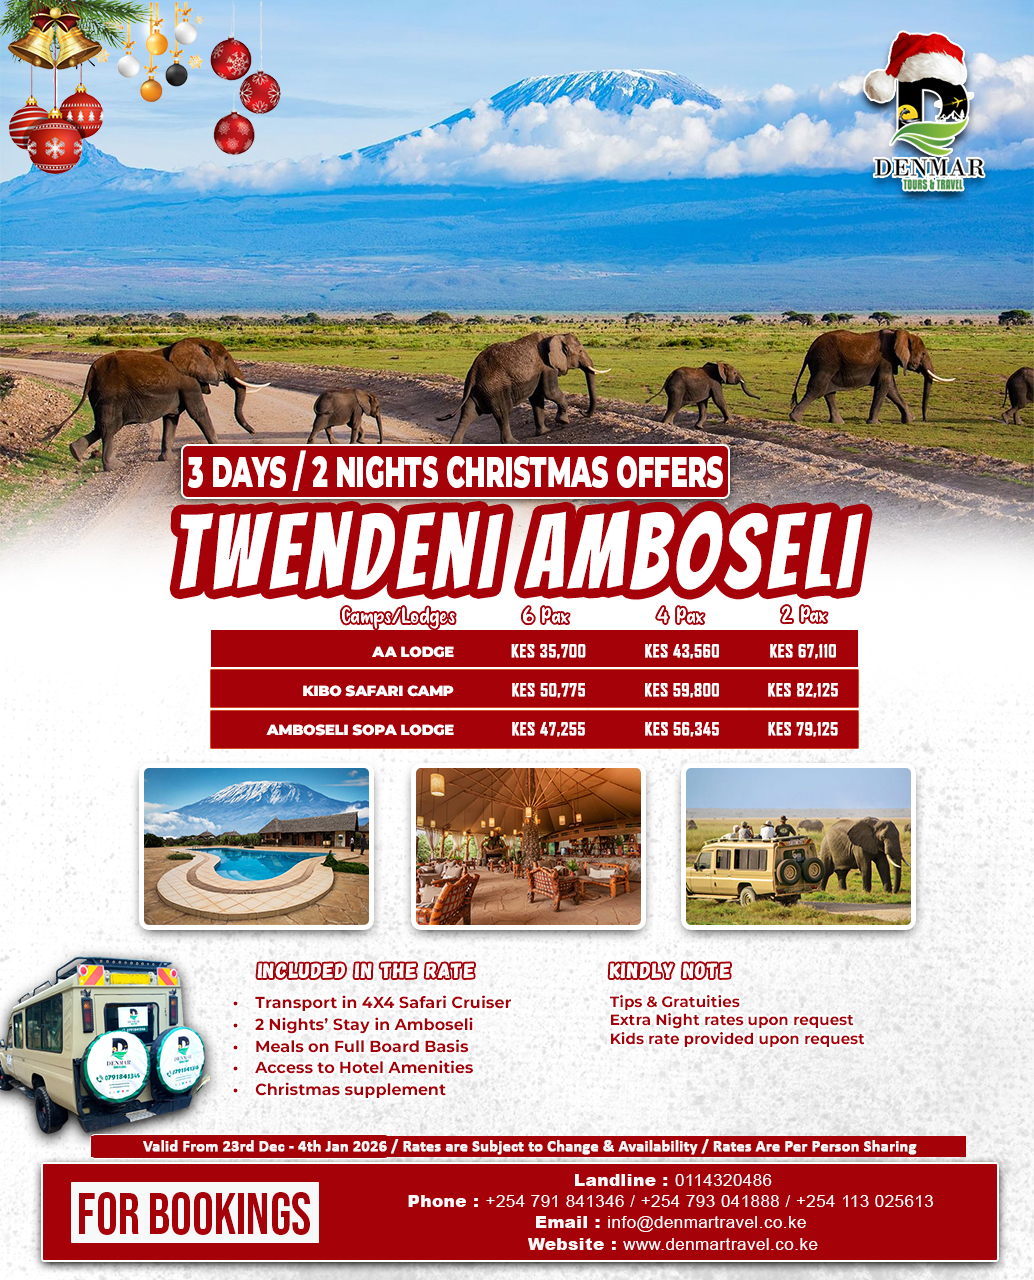 DENMAR
TOURS & TRAVEL
3 DAYS / 2 NIGHTS CHRISTMAS OFFERS
TWENDENI AMBOSELI
Camps/Lodges 6 Pax 4 Pax 2 Pax
AA LODGE KES 35,700 KES 43,560 KES 67,110
KIBO SAFARI CAMP KES 50,775 KES 59,800 KES 82,125
AMBOSELI SOPA LODGE KES 47,255 KES 56,345 KES 79,125
INCLUDED IN THE RATE
• Transport in 4X4 Safari Cruiser
• 2 Nights' Stay in Amboseli
• Meals on Full Board Basis
• Access to Hotel Amenities
• Christmas supplement
KINDLY NOTE
Tips & Gratuities
Extra Night rates upon request
Kids rate provided upon request
DENMAR
0791841346
DENMAR
Valid From 23rd Dec - 4th Jan 2026 / Rates are Subject to Change & Availability / Rates Are Per Person Sharing
FOR BOOKINGS
Landline : 0114320486
Phone : +254 791 841346 / +254 793 041888 / +254 113 025613
Email : info@denmartravel.co.ke
Website : www.denmartravel.co.ke